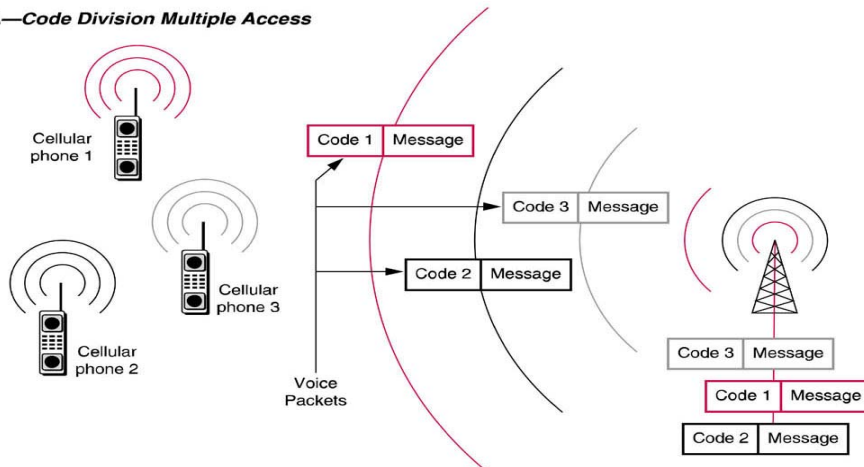 —Code Division Multiple Access
Cellular
phone 1
Code 1 Message
Code 3 Message
Cellular
phone 3
Code 2 Message
Cellular
phone 2
Voice
Packets
Code 3 Message
Code 1 Message
Code 2 Message